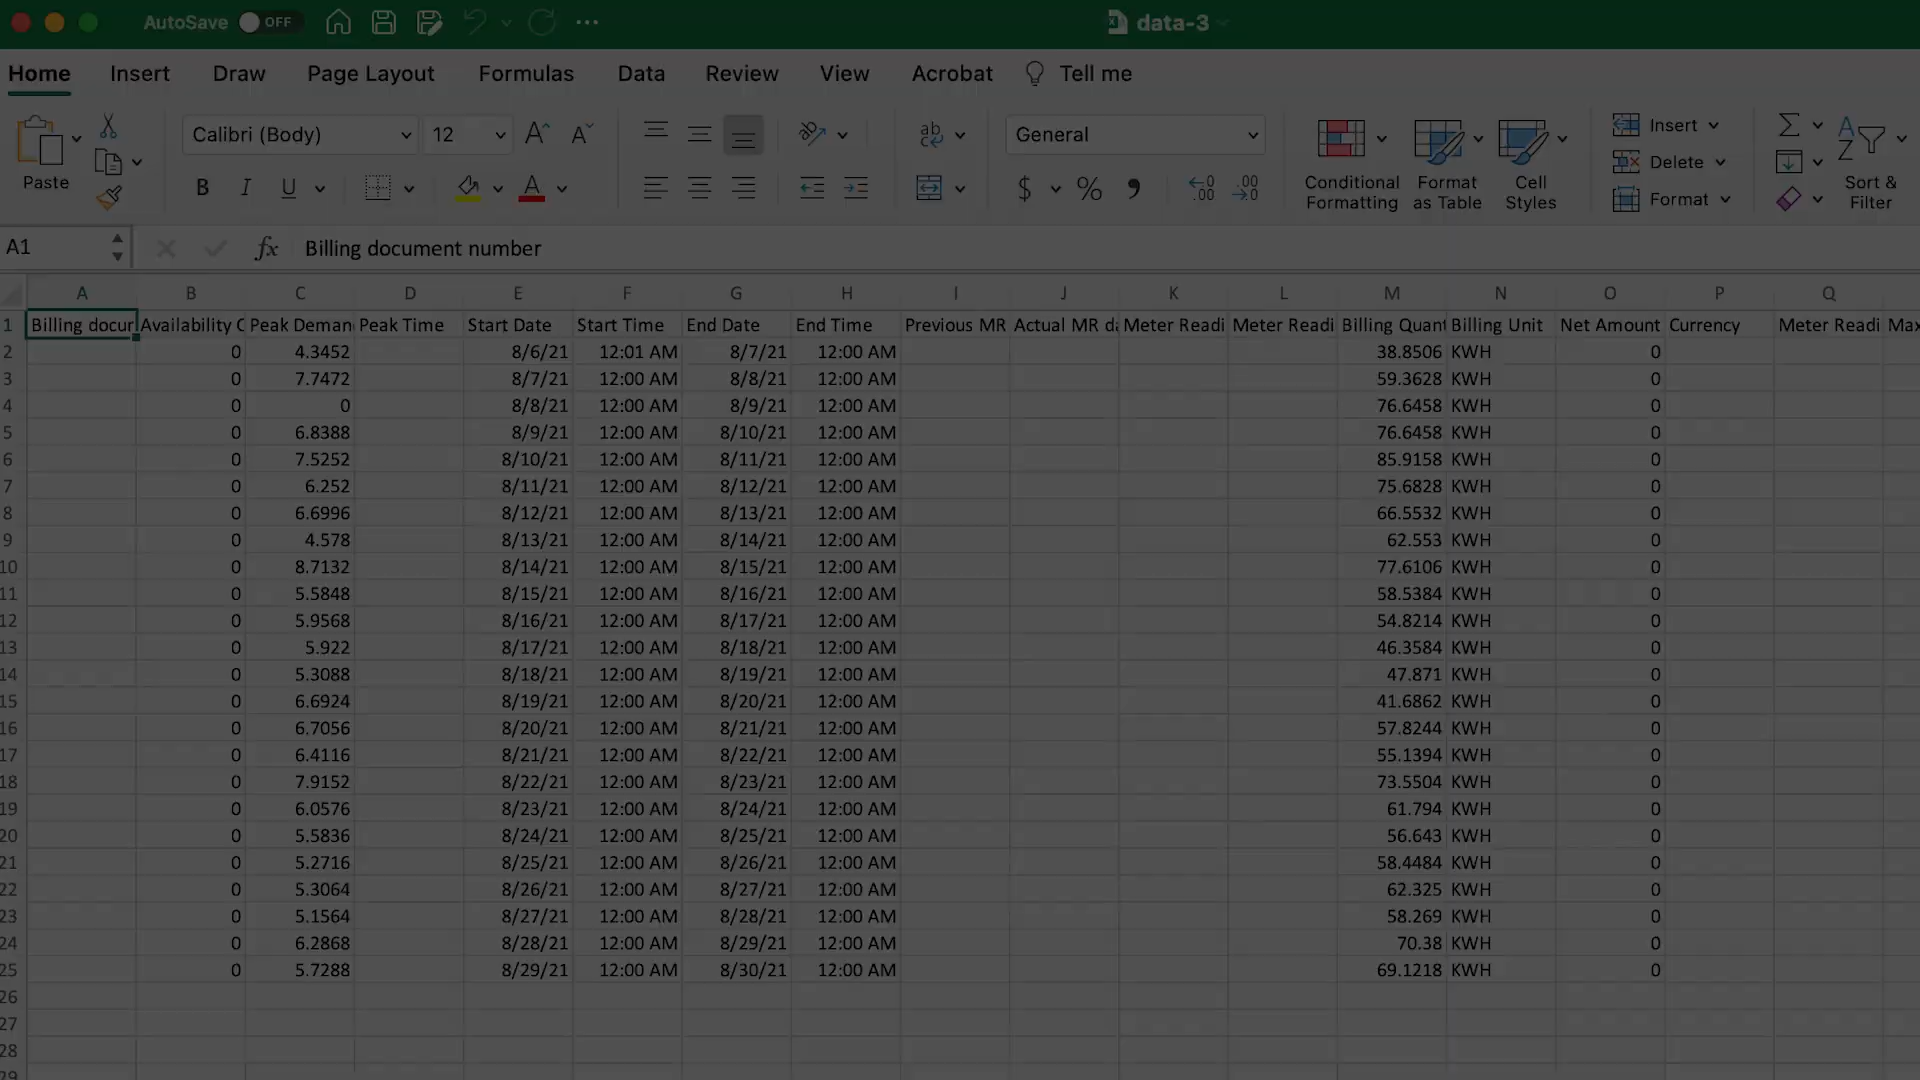 AutoSave OFF data-3
Home Insert Draw Page Layout Formulas Data Review View Acrobat Tell me
Calibri (Body) 12 General
Paste
B I U
Conditional Formatting
Format as Table
Cell Styles
Insert
Delete
Format
Sort & Filter
A1 fx Billing document number
A B C D E F G H I J K L M N O P Q
1 Billing docur Availability C Peak Deman Peak Time Start Date Start Time End Date End Time Previous MR Actual MR da Meter Readi Meter Readi Billing Quant Billing Unit Net Amount Currency Meter Readi Max
2 0 4.3452 8/6/21 12:01 AM 8/7/21 12:00 AM 38.8506 KWH 0
3 0 7.7472 8/7/21 12:00 AM 8/8/21 12:00 AM 59.3628 KWH 0
4 0 0 8/8/21 12:00 AM 8/9/21 12:00 AM 76.6458 KWH 0
5 0 6.8388 8/9/21 12:00 AM 8/10/21 12:00 AM 76.6458 KWH 0
6 0 7.5252 8/10/21 12:00 AM 8/11/21 12:00 AM 85.9158 KWH 0
7 0 6.252 8/11/21 12:00 AM 8/12/21 12:00 AM 75.6828 KWH 0
8 0 6.6996 8/12/21 12:00 AM 8/13/21 12:00 AM 66.5532 KWH 0
9 0 4.578 8/13/21 12:00 AM 8/14/21 12:00 AM 62.553 KWH 0
10 0 8.7132 8/14/21 12:00 AM 8/15/21 12:00 AM 77.6106 KWH 0
11 0 5.5848 8/15/21 12:00 AM 8/16/21 12:00 AM 58.5384 KWH 0
12 0 5.9568 8/16/21 12:00 AM 8/17/21 12:00 AM 54.8214 KWH 0
13 0 5.922 8/17/21 12:00 AM 8/18/21 12:00 AM 46.3584 KWH 0
14 0 5.3088 8/18/21 12:00 AM 8/19/21 12:00 AM 47.871 KWH 0
15 0 6.6924 8/19/21 12:00 AM 8/20/21 12:00 AM 41.6862 KWH 0
16 0 6.7056 8/20/21 12:00 AM 8/21/21 12:00 AM 57.8244 KWH 0
17 0 6.4116 8/21/21 12:00 AM 8/22/21 12:00 AM 55.1394 KWH 0
18 0 7.9152 8/22/21 12:00 AM 8/23/21 12:00 AM 73.5504 KWH 0
19 0 6.0576 8/23/21 12:00 AM 8/24/21 12:00 AM 61.794 KWH 0
20 0 5.5836 8/24/21 12:00 AM 8/25/21 12:00 AM 56.643 KWH 0
21 0 5.2716 8/25/21 12:00 AM 8/26/21 12:00 AM 58.4484 KWH 0
22 0 5.3064 8/26/21 12:00 AM 8/27/21 12:00 AM 62.325 KWH 0
23 0 5.1564 8/27/21 12:00 AM 8/28/21 12:00 AM 58.269 KWH 0
24 0 6.2868 8/28/21 12:00 AM 8/29/21 12:00 AM 70.38 KWH 0
25 0 5.7288 8/29/21 12:00 AM 8/30/21 12:00 AM 69.1218 KWH 0
26
27
28
29